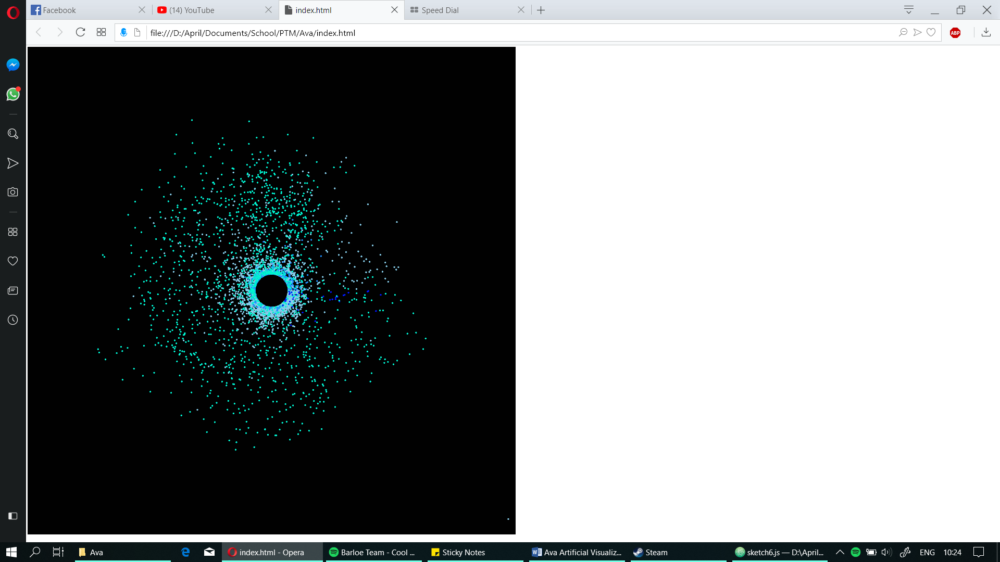 Facebook
(14) YouTube
index.html
Speed Dial
file:///D:/April/Documents/School/PTM/Ava/index.html
ABP
Ava
index.html - Opera
Barloe Team - Cool ...
Sticky Notes
Ava Artificial Visualiz...
Steam
sketch6.js — D:\April...
ENG
10:24